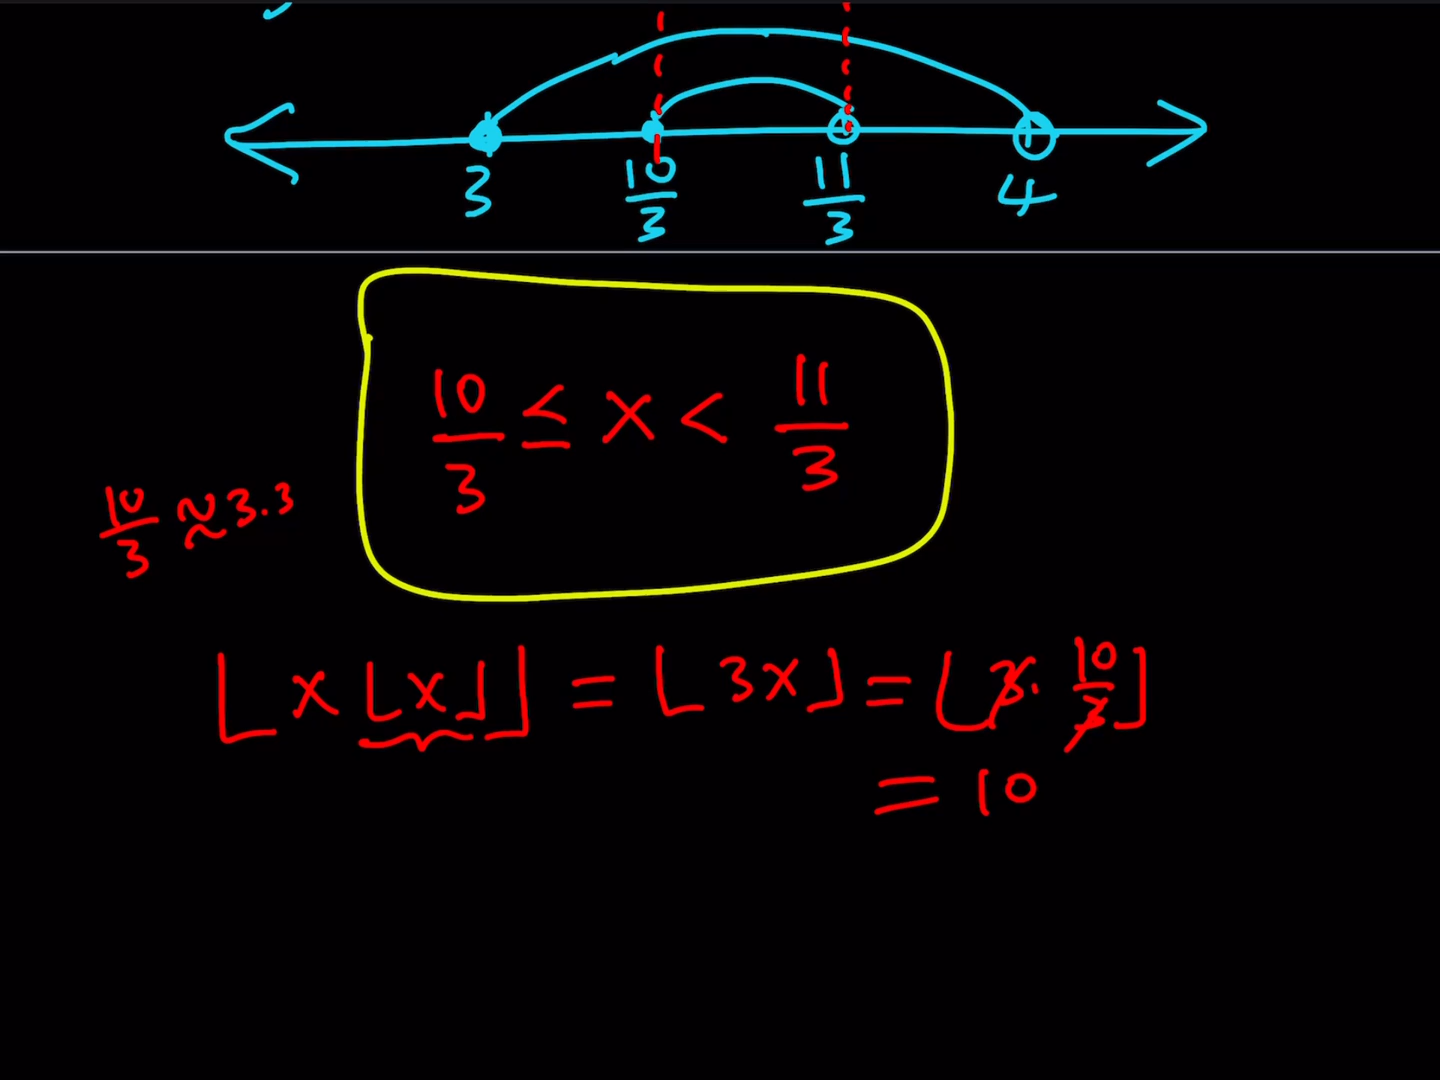 3 10/3 11/3 4
10/3 ≤ x < 11/3
10/3 ≈ 3.3
⌊x⌊x⌋⌋ = ⌊3x⌋ = ⌊3·10/3⌋
= 10